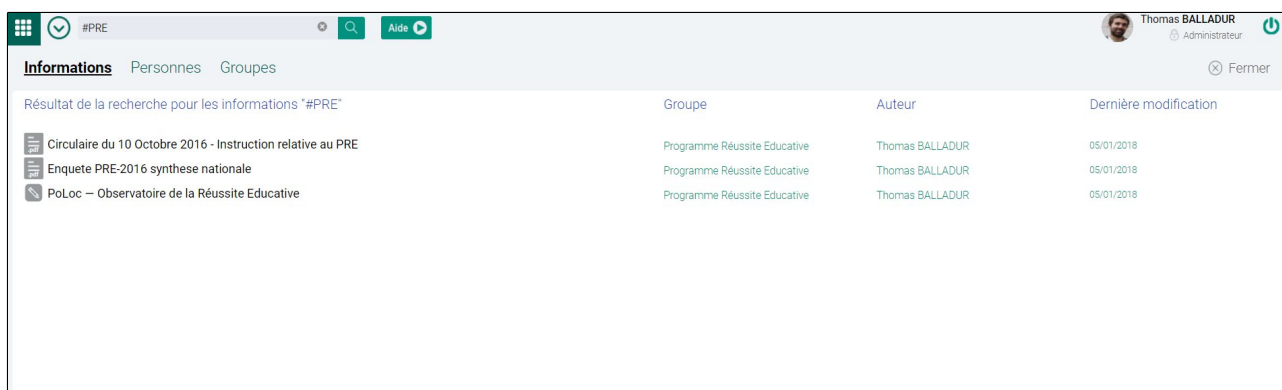 #PRE
Aide
Thomas BALLADUR
Administrateur
Informations Personnes Groupes
Fermer
Résultat de la recherche pour les informations "#PRE" Groupe Auteur Dernière modification
pdf Circulaire du 10 Octobre 2016 - Instruction relative au PRE Programme Réussite Educative Thomas BALLADUR 05/01/2018
pdf Enquete PRE-2016 synthese nationale Programme Réussite Educative Thomas BALLADUR 05/01/2018
PoLoc — Observatoire de la Réussite Educative Programme Réussite Educative Thomas BALLADUR 05/01/2018